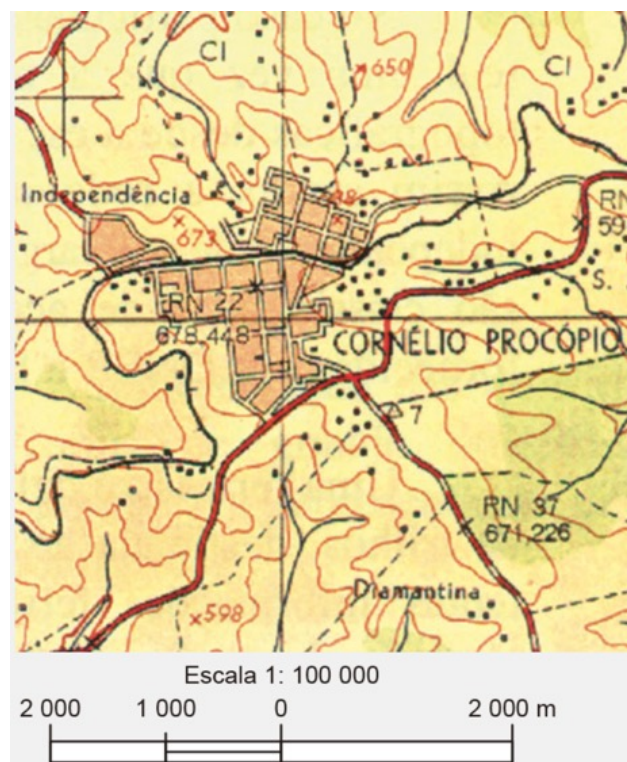 CI
650
CI
Independência
673
RN
59
S.
RN 22
678,448
CORNÉLIO PROCÓPIO
7
RN 37
671,226
Diamantina
598
Escala 1: 100 000
2 000 1 000 0 2 000 m